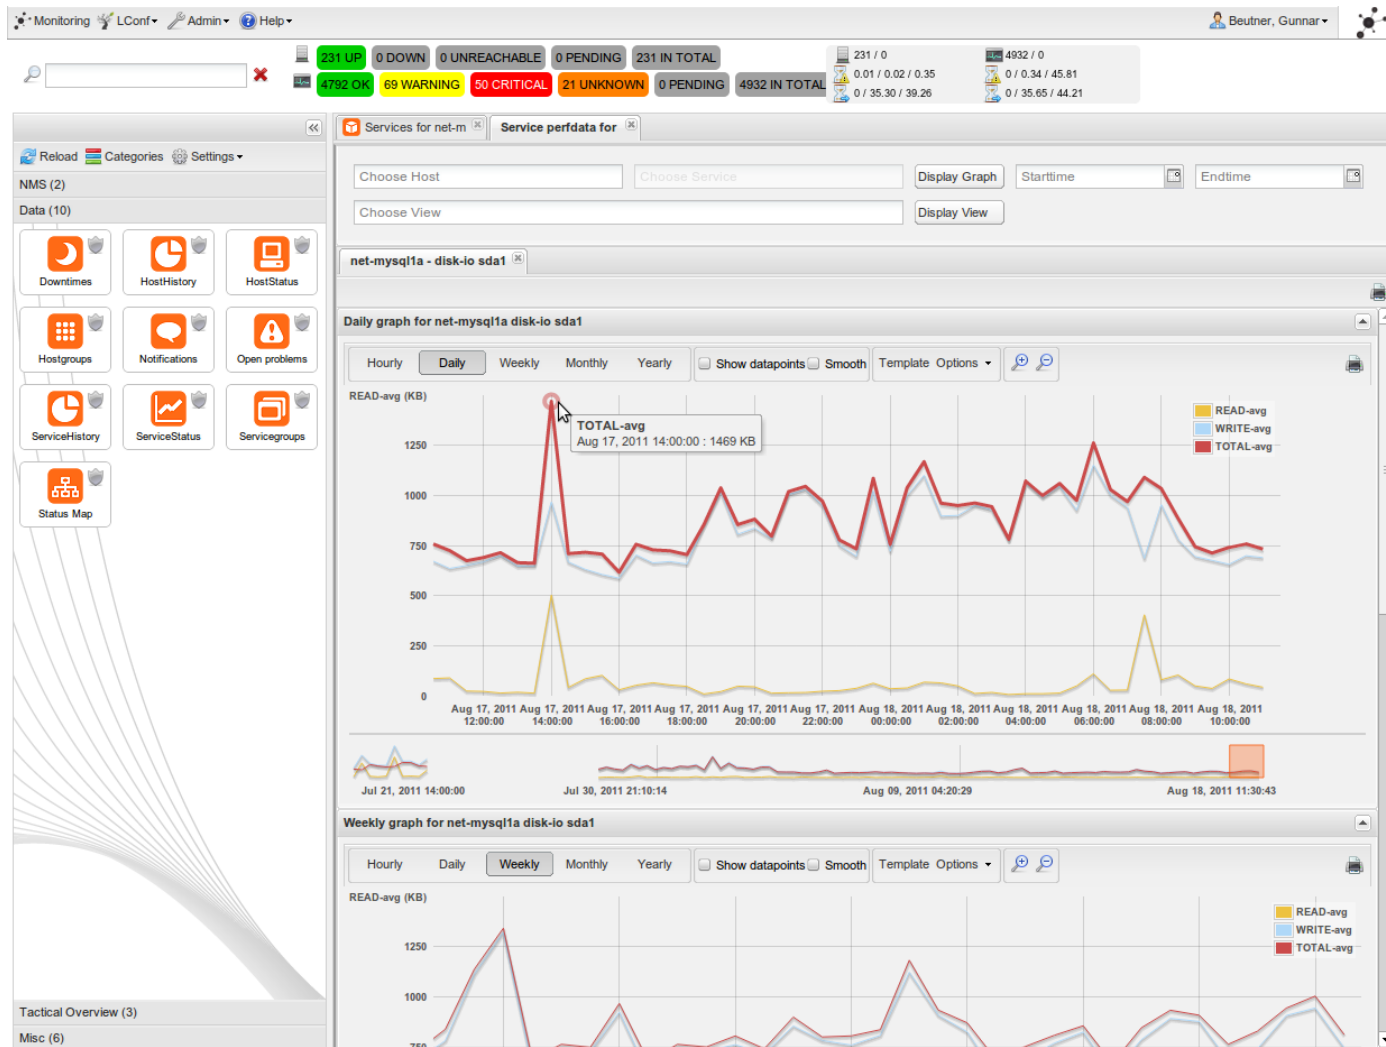 Monitoring LConf Admin Help Beutner, Gunnar
231 UP 0 DOWN 0 UNREACHABLE 0 PENDING 231 IN TOTAL
4792 OK 69 WARNING 50 CRITICAL 21 UNKNOWN 0 PENDING 4932 IN TOTAL
231 / 0 4932 / 0
0.01 / 0.02 / 0.35 0 / 0.34 / 45.81
0 / 35.30 / 39.26 0 / 35.65 / 44.21
Reload Categories Settings
NMS (2)
Data (10)
Downtimes HostHistory HostStatus
Hostgroups Notifications Open problems
ServiceHistory ServiceStatus Servicegroups
Status Map
Tactical Overview (3)
Misc (6)
Services for net-m Service perfdata for
Choose Host Choose Service Display Graph Starttime Endtime
Choose View Display View
net-mysql1a - disk-io sda1
Daily graph for net-mysql1a disk-io sda1
Hourly Daily Weekly Monthly Yearly Show datapoints Smooth Template Options
READ-avg (KB)
READ-avg
WRITE-avg
TOTAL-avg
TOTAL-avg
Aug 17, 2011 14:00:00 : 1469 KB
1250
1000
750
500
250
0
Aug 17, 2011 Aug 17, 2011 Aug 17, 2011 Aug 17, 2011 Aug 17, 2011 Aug 17, 2011 Aug 18, 2011 Aug 18, 2011 Aug 18, 2011 Aug 18, 2011 Aug 18, 2011 Aug 18, 2011
12:00:00 14:00:00 16:00:00 18:00:00 20:00:00 22:00:00 00:00:00 02:00:00 04:00:00 06:00:00 08:00:00 10:00:00
Jul 21, 2011 14:00:00 Jul 30, 2011 21:10:14 Aug 09, 2011 04:20:29 Aug 18, 2011 11:30:43
Weekly graph for net-mysql1a disk-io sda1
Hourly Daily Weekly Monthly Yearly Show datapoints Smooth Template Options
READ-avg (KB)
READ-avg
WRITE-avg
TOTAL-avg
1250
1000
750